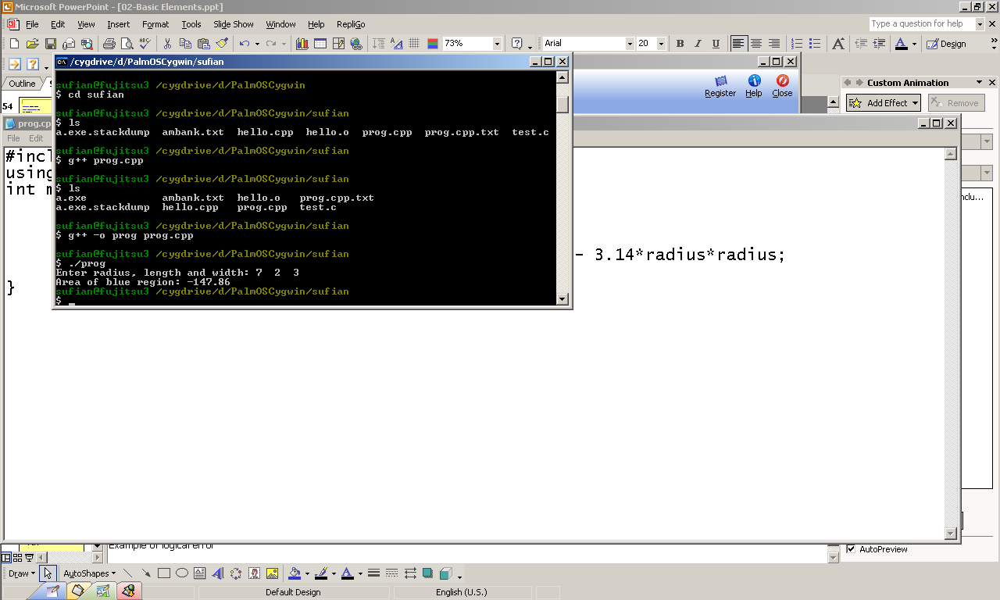 Microsoft PowerPoint - [02-Basic Elements.ppt]
File Edit View Insert Format Tools Slide Show Window Help RepliGo
Type a question for help
73%
Arial
20
B I U
A
A
Design
/cygdrive/d/PalmOSCygwin/sufian
Outline
54
Register Help Close
Custom Animation
Add Effect
Remove
sufian@fujitsu3 /cygdrive/d/PalmOSCygwin
$ cd sufian
sufian@fujitsu3 /cygdrive/d/PalmOSCygwin/sufian
$ ls
a.exe.stackdump ambank.txt hello.cpp hello.o prog.cpp prog.cpp.txt test.c
sufian@fujitsu3 /cygdrive/d/PalmOSCygwin/sufian
$ g++ prog.cpp
sufian@fujitsu3 /cygdrive/d/PalmOSCygwin/sufian
$ ls
a.exe ambank.txt hello.o prog.cpp.txt
a.exe.stackdump hello.cpp prog.cpp test.c
sufian@fujitsu3 /cygdrive/d/PalmOSCygwin/sufian
$ g++ -o prog prog.cpp
sufian@fujitsu3 /cygdrive/d/PalmOSCygwin/sufian
$ ./prog
Enter radius, length and width: 7 2 3
Area of blue region: -147.86
sufian@fujitsu3 /cygdrive/d/PalmOSCygwin/sufian
$
prog.cp
File Edit
#incl
using
int m
- 3.14*radius*radius;
}
nclu...
Example of logical error
AutoPreview
Draw AutoShapes
Default Design
English (U.S.)